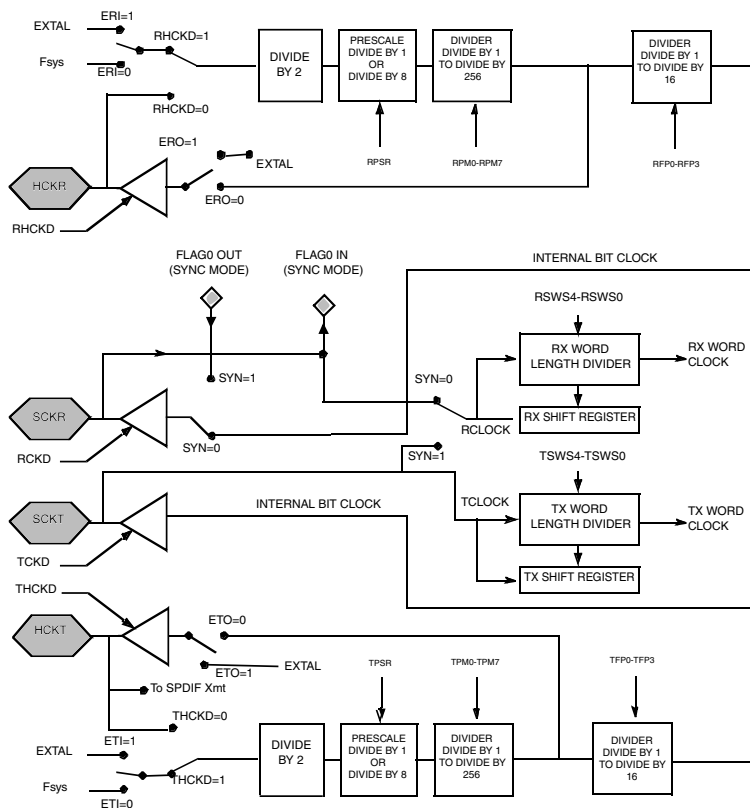 ERI=1
EXTAL
RHCKD=1
Fsys
ERI=0
DIVIDE
BY 2
PRESCALE
DIVIDE BY 1
OR
DIVIDE BY 8
DIVIDER
DIVIDE BY 1
TO DIVIDE BY
256
DIVIDER
DIVIDE BY 1
TO DIVIDE BY
16
RHCKD=0
ERO=1
EXTAL
RPSR
RPM0-RPM7
RFP0-RFP3
HCKR
ERO=0
RHCKD
FLAG0 OUT
(SYNC MODE)
FLAG0 IN
(SYNC MODE)
INTERNAL BIT CLOCK
RSWS4-RSWS0
RX WORD
LENGTH DIVIDER
RX WORD
CLOCK
SYN=1
SYN=0
SCKR
RCLOCK
RX SHIFT REGISTER
RCKD
SYN=0
SYN=1
TSWS4-TSWS0
INTERNAL BIT CLOCK
TCLOCK
SCKT
TX WORD
LENGTH DIVIDER
TX WORD
CLOCK
TCKD
TX SHIFT REGISTER
THCKD
HCKT
ETO=0
ETO=1
EXTAL
TPSR
TPM0-TPM7
TFP0-TFP3
To SPDIF Xmt
THCKD=0
ETI=1
EXTAL
THCKD=1
Fsys
ETI=0
DIVIDE
BY 2
PRESCALE
DIVIDE BY 1
OR
DIVIDE BY 8
DIVIDER
DIVIDE BY 1
TO DIVIDE BY
256
DIVIDER
DIVIDE BY 1
TO DIVIDE BY
16